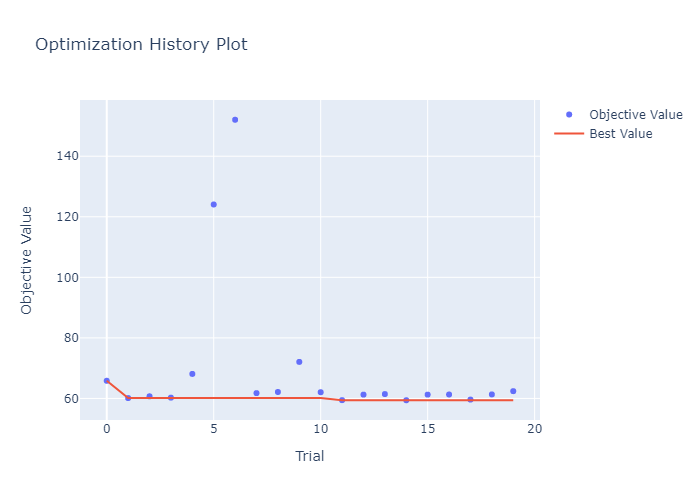 Optimization History Plot
Objective Value
Best Value
140
120
100
80
60
0
5
10
15
20
Trial
Objective Value